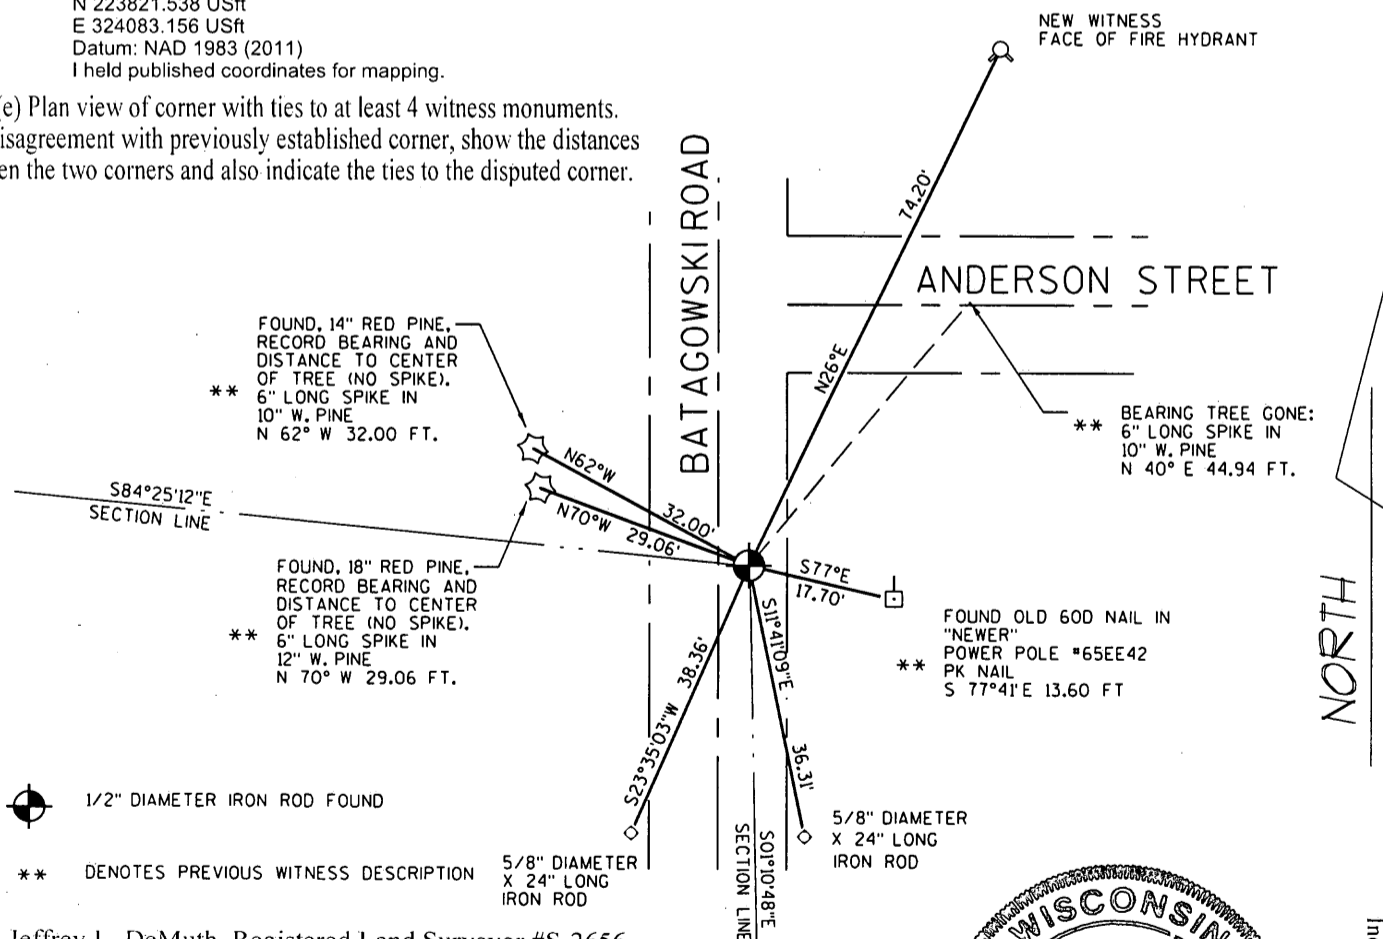 N 223821.538 USft
E 324083.156 USft
Datum: NAD 1983 (2011)
I held published coordinates for mapping.
(e) Plan view of corner with ties to at least 4 witness monuments.
isagreement with previously established corner, show the distances
en the two corners and also indicate the ties to the disputed corner.
NEW WITNESS
FACE OF FIRE HYDRANT
74.20'
N26°E
BATAGOWSKI ROAD
ANDERSON STREET
FOUND, 14" RED PINE,
RECORD BEARING AND
DISTANCE TO CENTER
OF TREE (NO SPIKE).
** 6" LONG SPIKE IN
10" W. PINE
N 62° W 32.00 FT.
** BEARING TREE GONE:
6" LONG SPIKE IN
10" W. PINE
N 40° E 44.94 FT.
N62°W
32.00'
N70°W
29.06'
S84°25'12"E
SECTION LINE
FOUND, 18" RED PINE,
RECORD BEARING AND
DISTANCE TO CENTER
OF TREE (NO SPIKE).
** 6" LONG SPIKE IN
12" W. PINE
N 70° W 29.06 FT.
S77°E
17.70'
FOUND OLD 60D NAIL IN
"NEWER"
POWER POLE #65EE42
** PK NAIL
S 77°41'E 13.60 FT
NORTH
S23°35'03"W 38.36'
S11°41'09"E
36.31'
5/8" DIAMETER
X 24" LONG
IRON ROD
5/8" DIAMETER
X 24" LONG
IRON ROD
S01°10'48"E
SECTION LINE
1/2" DIAMETER IRON ROD FOUND
** DENOTES PREVIOUS WITNESS DESCRIPTION
Jeffrey L. DeMuth, Registered Land Surveyor #S-2656
WISCONSIN